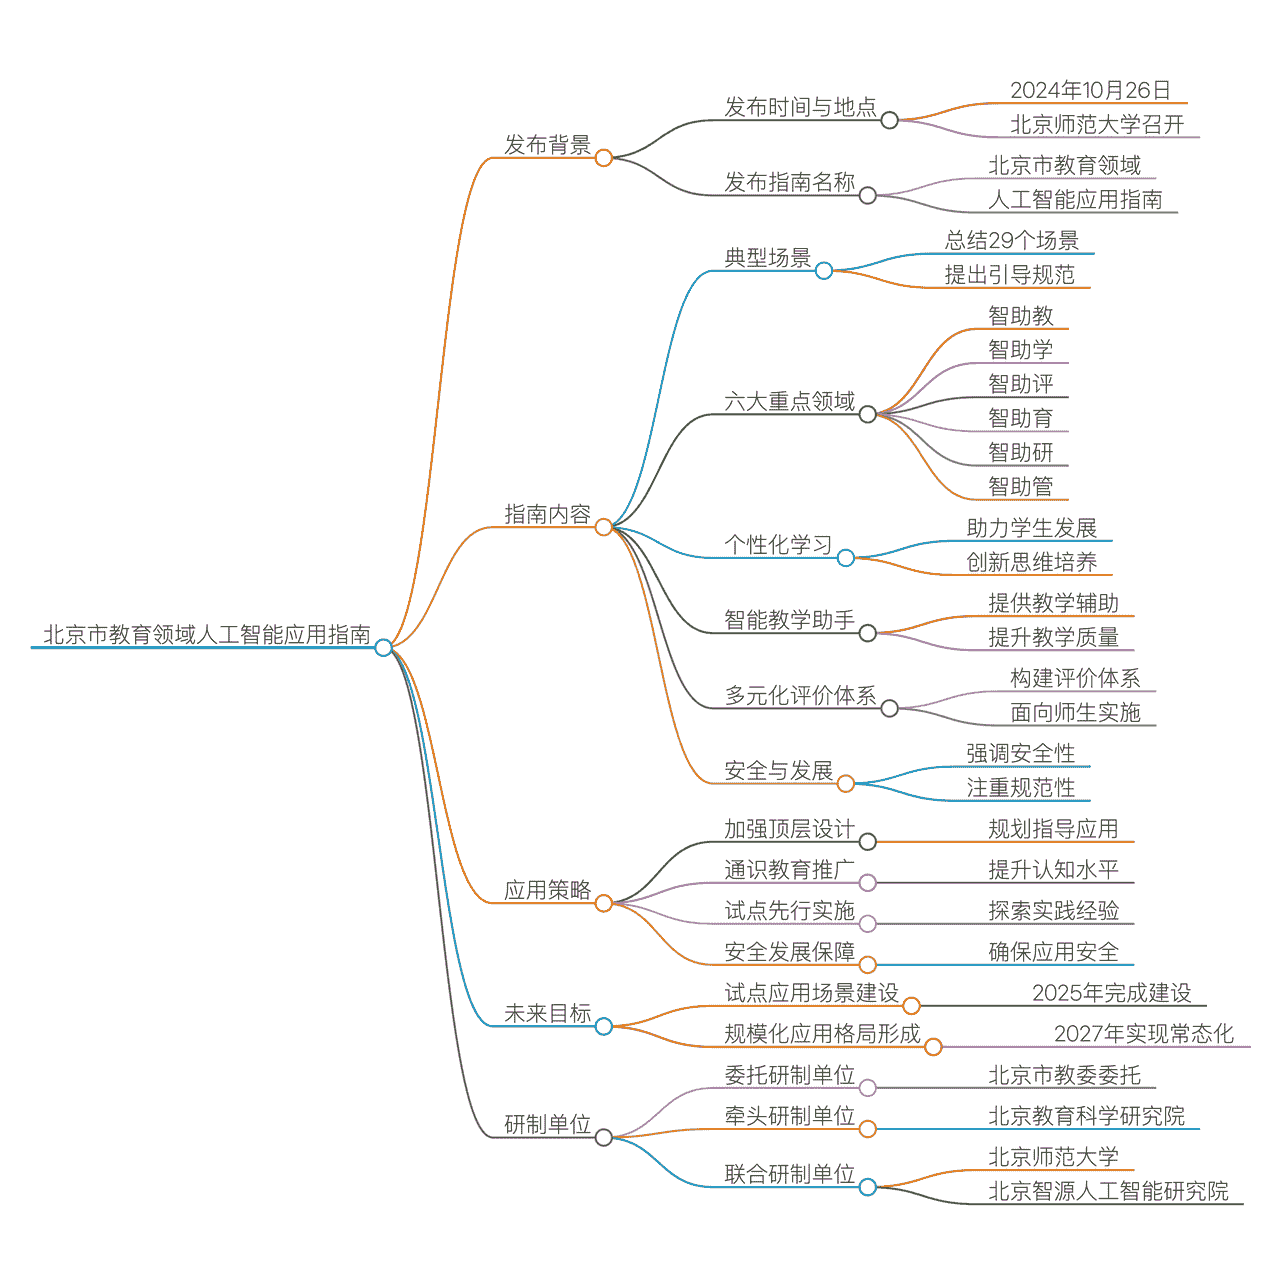 北京市教育领域人工智能应用指南
发布背景
发布时间与地点
2024年10月26日
北京师范大学召开
发布指南名称
北京市教育领域
人工智能应用指南
指南内容
典型场景
总结29个场景
提出引导规范
六大重点领域
智助教
智助学
智助评
智助育
智助研
智助管
个性化学习
助力学生发展
创新思维培养
智能教学助手
提供教学辅助
提升教学质量
多元化评价体系
构建评价体系
面向师生实施
安全与发展
强调安全性
注重规范性
应用策略
加强顶层设计
规划指导应用
通识教育推广
提升认知水平
试点先行实施
探索实践经验
安全发展保障
确保应用安全
未来目标
试点应用场景建设
2025年完成建设
规模化应用格局形成
2027年实现常态化
研制单位
委托研制单位
北京市教委委托
牵头研制单位
北京教育科学研究院
联合研制单位
北京师范大学
北京智源人工智能研究院